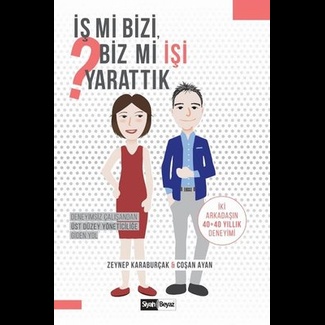 İŞ Mİ BİZİ,
BİZ Mİ İŞİ
YARATTIK
?
DENEYİMSİZ ÇALIŞANDAN
ÜST DÜZEY YÖNETİCİLİĞE
GİDEN YOL
İKİ
ARKADAŞIN
40+40 YILLIK
DENEYİMİ
ZEYNEP KARABURÇAK & COŞAN AYAN
Siyah Beyaz